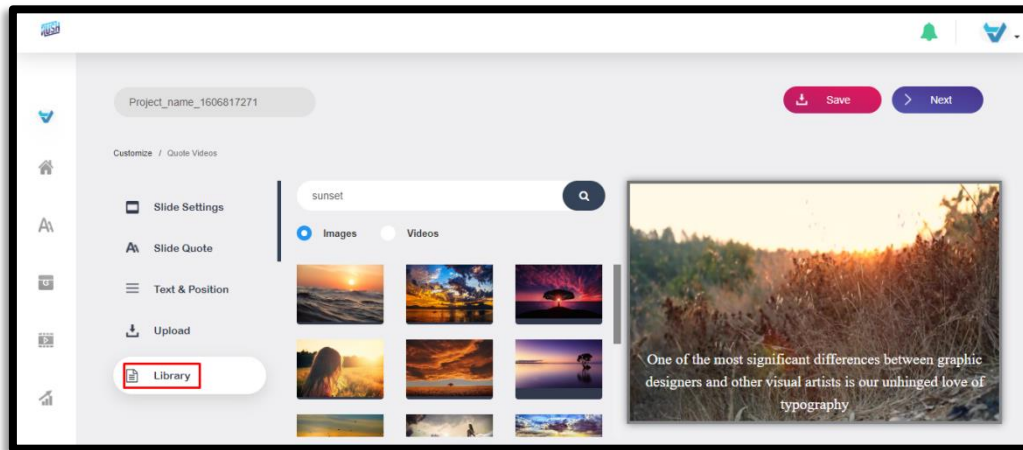 Project_name_1606817271
Save
Next
Customize / Quote Videos
Slide Settings
Slide Quote
Text & Position
Upload
Library
sunset
Images
Videos
One of the most significant differences between graphic
designers and other visual artists is our unhinged love of
typography